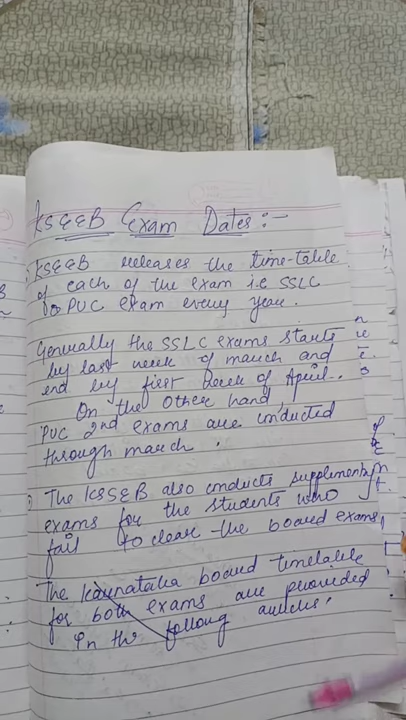 KSEEB Exam Dates :-
KSEEB releases the time-table
of each of the exam i.e SSLC
PUC exam every year.
Generally the SSLC exams starts
by last week of march and
end by first week of April.
On the other hand,
PUC 2nd exams are conducted
through march.
The KSEEB also conducts supplementary
exams for the students who
fail to clear the board exams,
The Karnataka board timetable
for both exams are provided
in the following